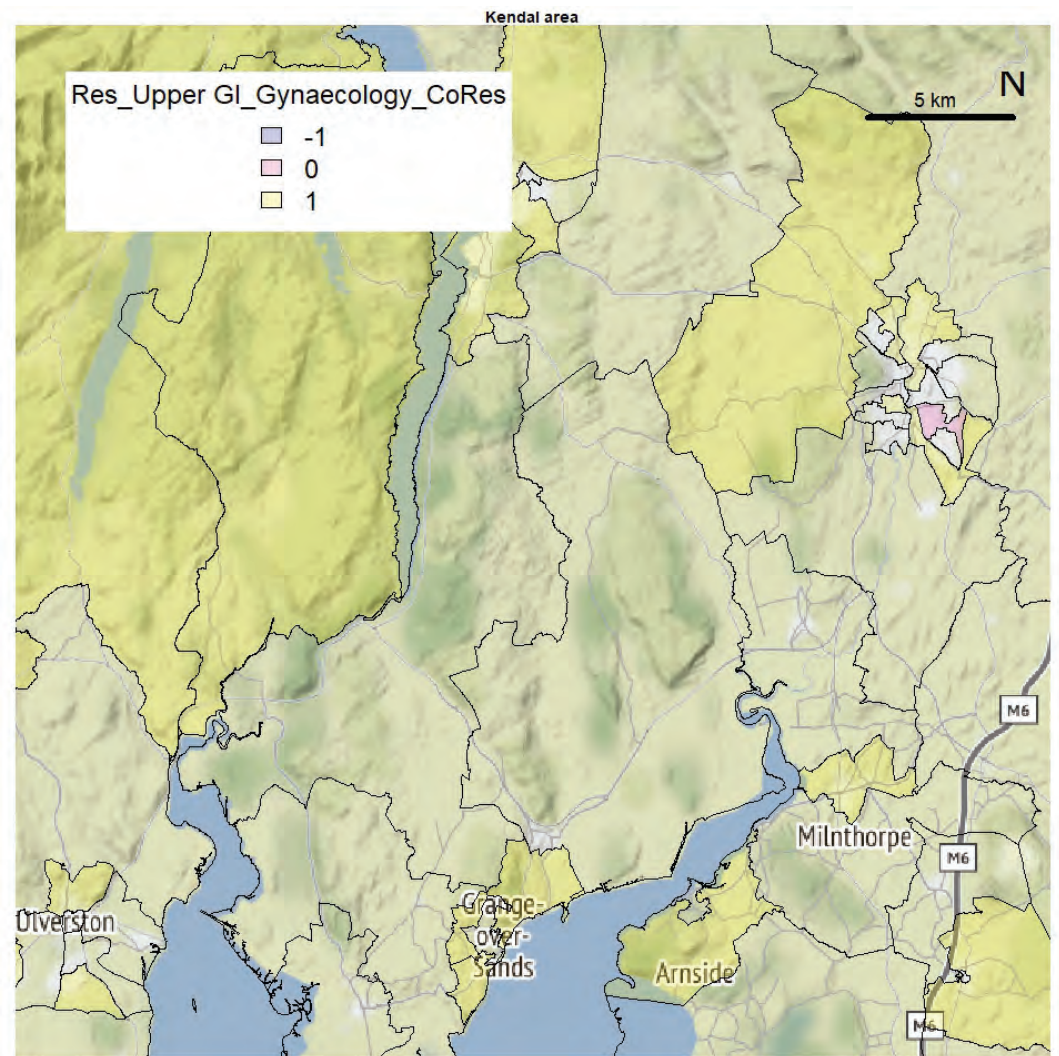 Kendal area
Res_Upper GI_Gynaecology_CoRes
-1
0
1
5 km
N
M6
Milnthorpe
M6
Ulverston
Grange-
over-
Sands
Arnside
M6